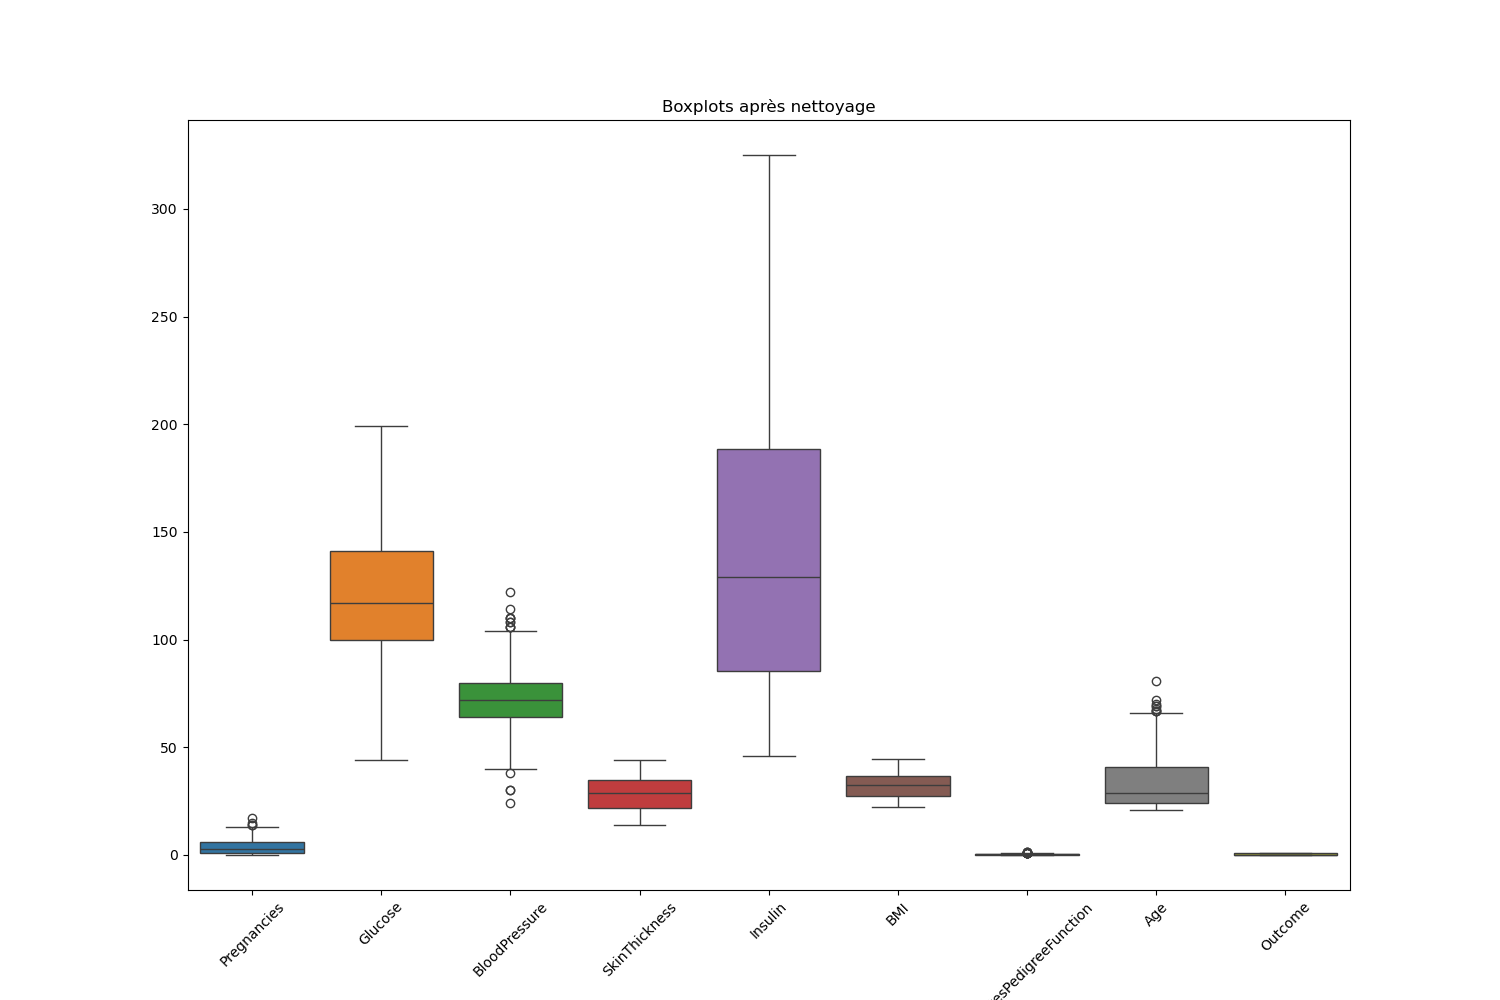 Boxplots après nettoyage
300
250
200
150
100
50
0
Pregnancies
Glucose
BloodPressure
SkinThickness
Insulin
BMI
esPedigreeFunction
Age
Outcome